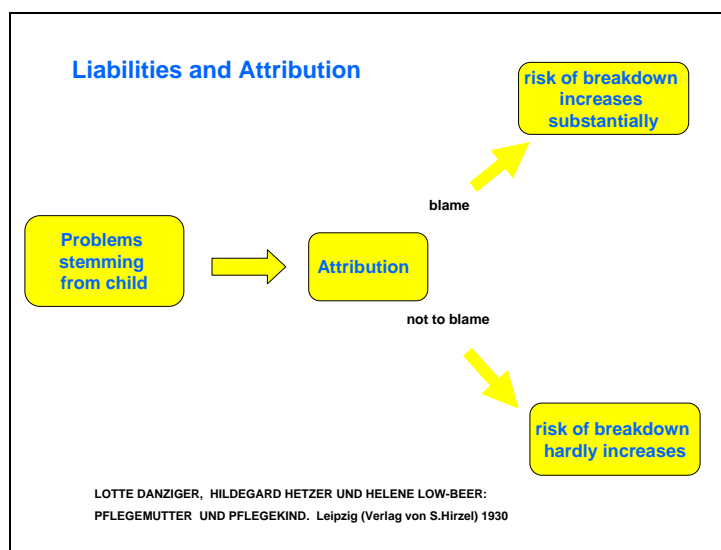 Liabilities and Attribution
risk of breakdown
increases
substantially
blame
Problems
stemming
from child
Attribution
not to blame
risk of breakdown
hardly increases
LOTTE DANZIGER, HILDEGARD HETZER UND HELENE LOW-BEER:
PFLEGEMUTTER UND PFLEGEKIND. Leipzig (Verlag von S.Hirzel) 1930